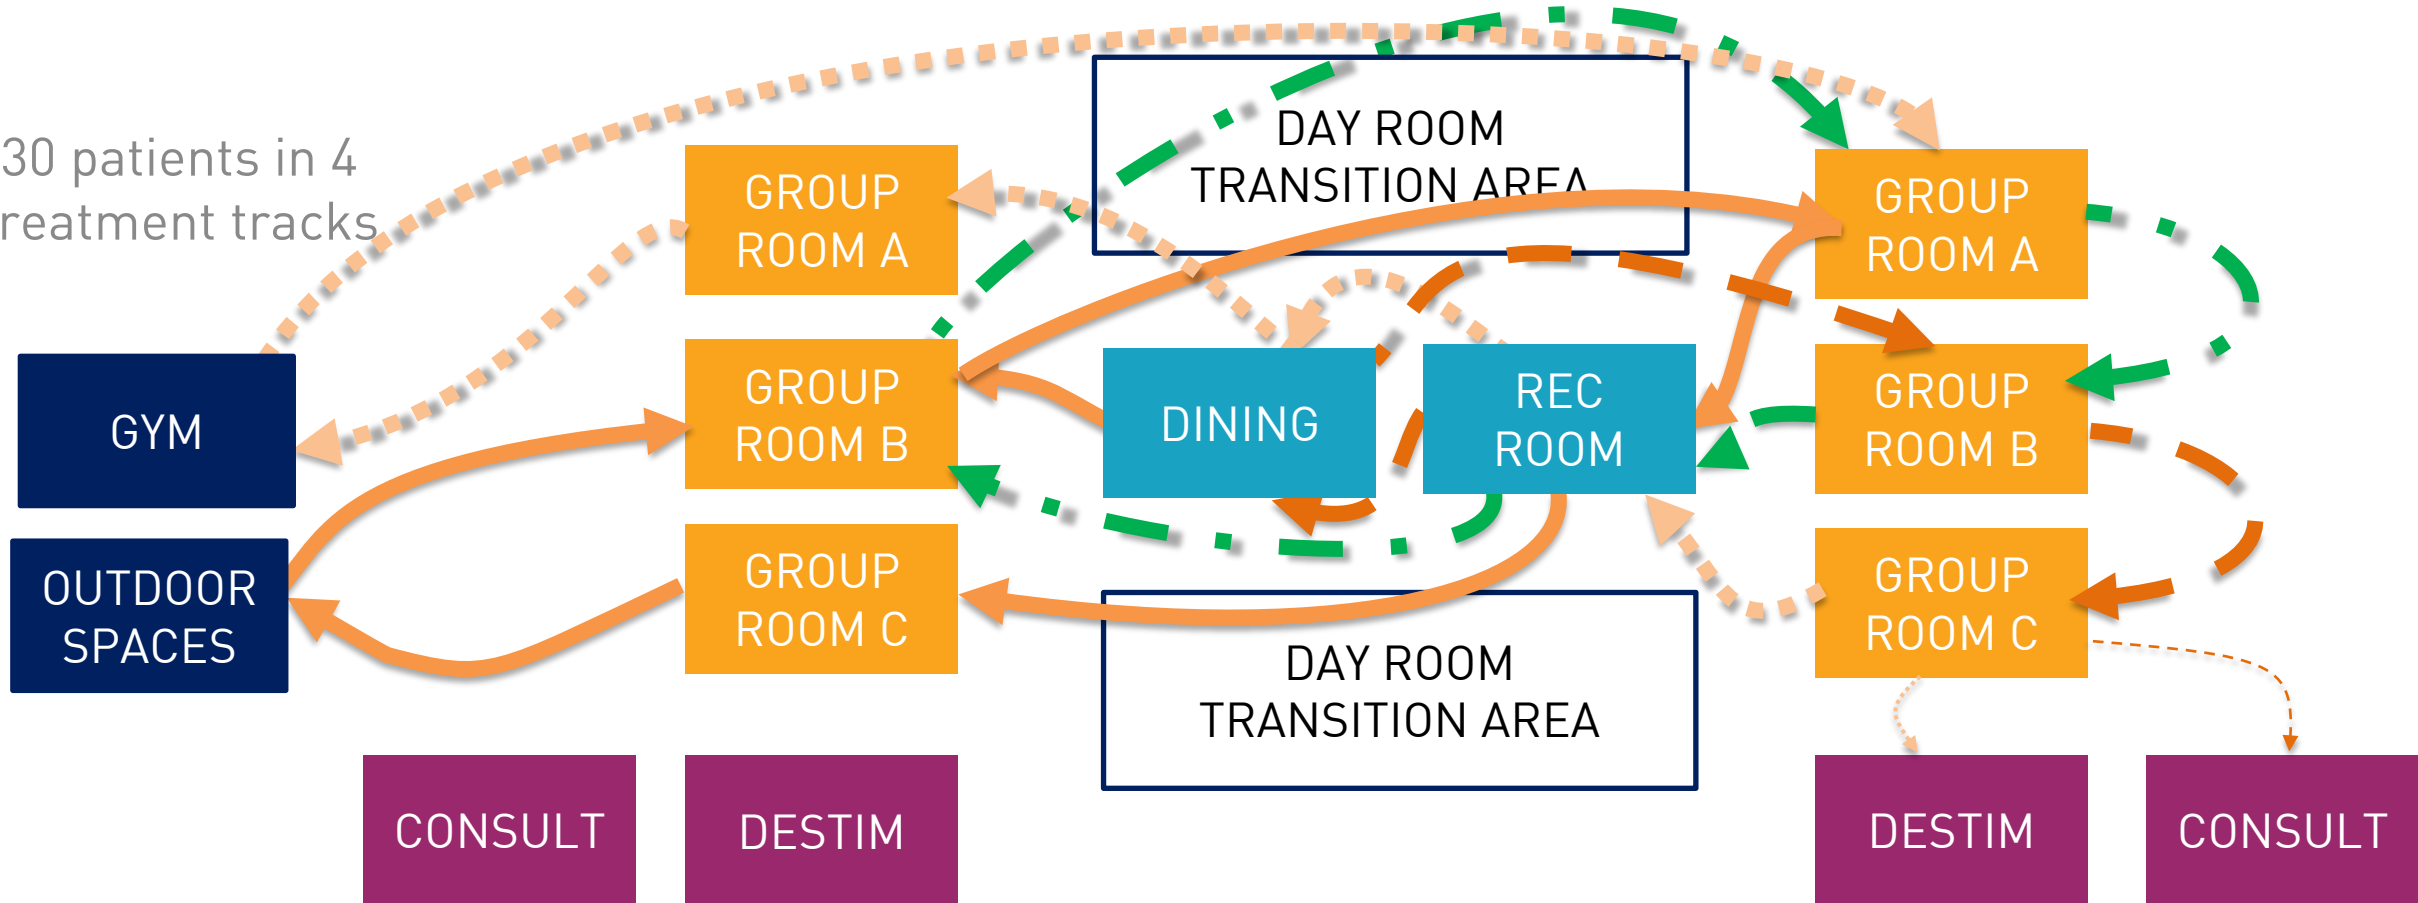 30 patients in 4
reatment tracks
DAY ROOM
TRANSITION AREA
GROUP
ROOM A
GROUP
ROOM A
GYM
GROUP
ROOM B
DINING
REC
ROOM
GROUP
ROOM B
OUTDOOR
SPACES
GROUP
ROOM C
GROUP
ROOM C
DAY ROOM
TRANSITION AREA
CONSULT
DESTIM
DESTIM
CONSULT